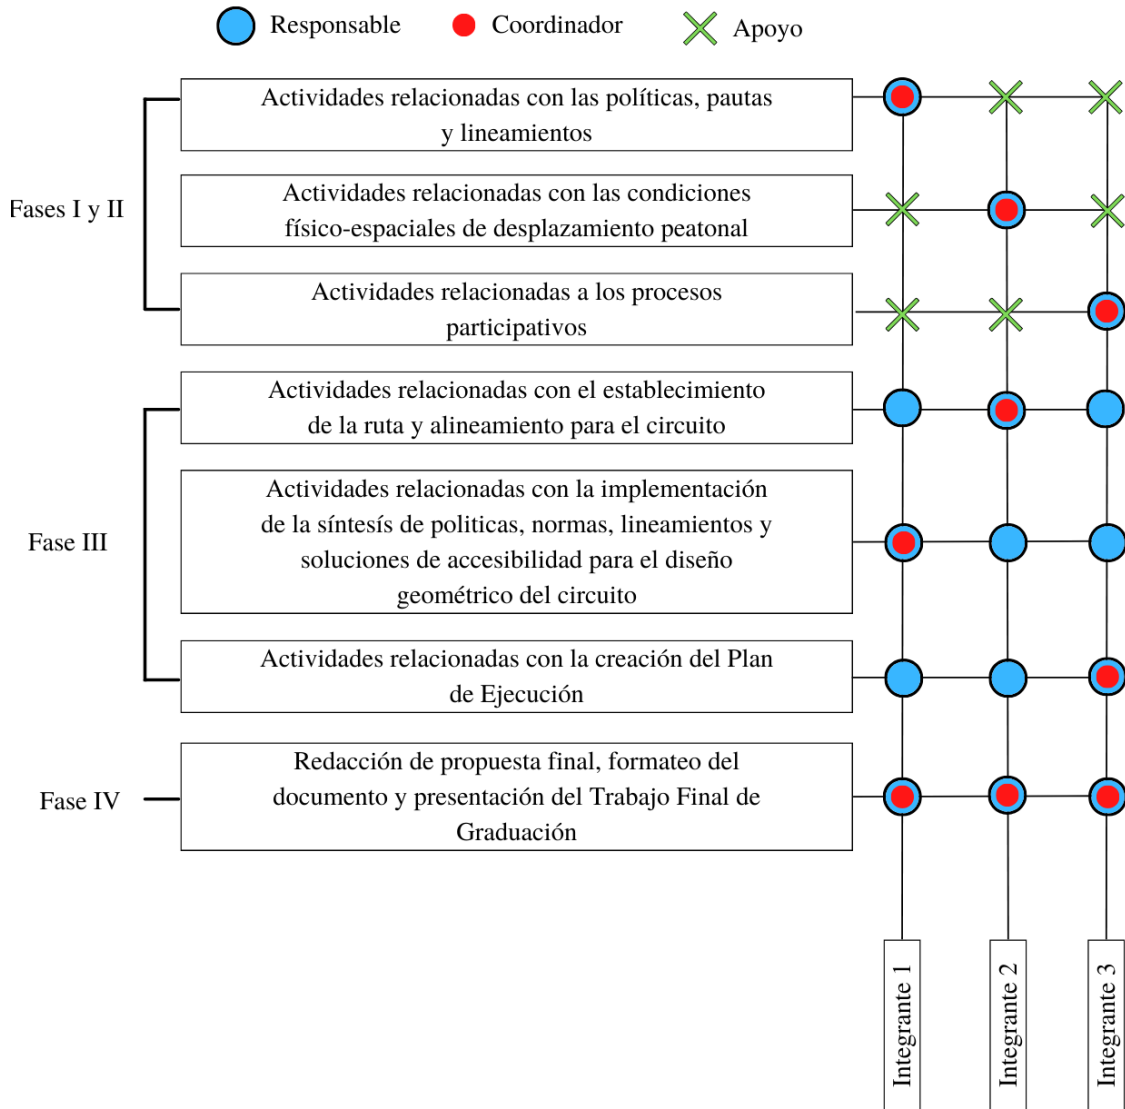 Responsable
Coordinador
Apoyo
Actividades relacionadas con las políticas, pautas
y lineamientos
Fases I y II
Actividades relacionadas con las condiciones
físico-espaciales de desplazamiento peatonal
Actividades relacionadas a los procesos
participativos
Actividades relacionadas con el establecimiento
de la ruta y alineamiento para el circuito
Fase III
Actividades relacionadas con la implementación
de la síntesís de politicas, normas, lineamientos y
soluciones de accesibilidad para el diseño
geométrico del circuito
Actividades relacionadas con la creación del Plan
de Ejecución
Fase IV
Redacción de propuesta final, formateo del
documento y presentación del Trabajo Final de
Graduación
Integrante 1
Integrante 2
Integrante 3